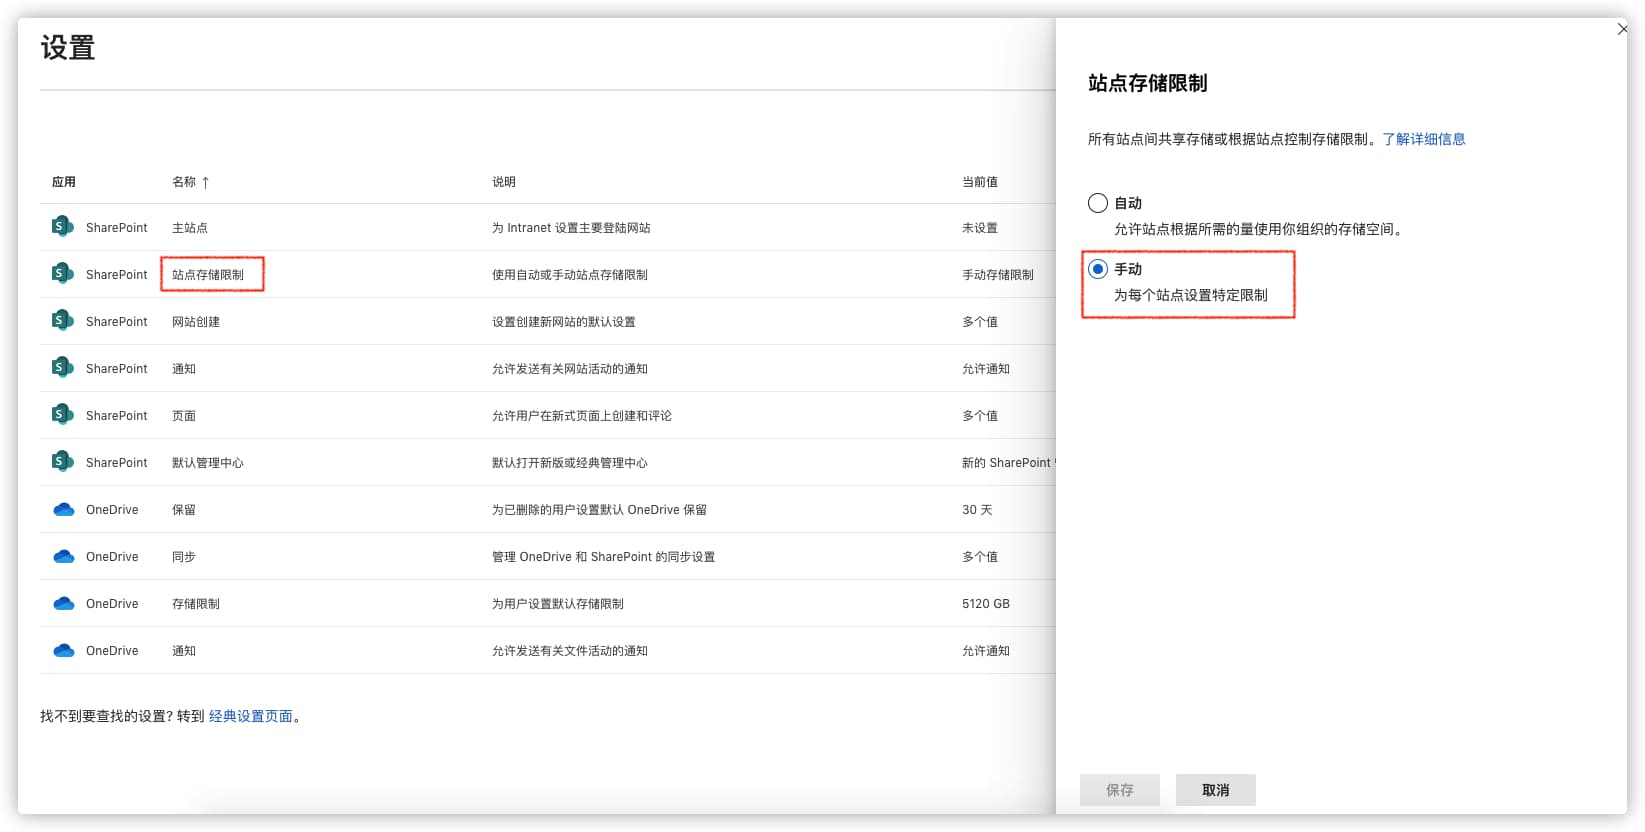 设置
应用 名称 ↑ 说明 当前值
SharePoint 主站点 为 Intranet 设置主要登陆网站 未设置
SharePoint 站点存储限制 使用自动或手动站点存储限制 手动存储限制
SharePoint 网站创建 设置创建新网站的默认设置 多个值
SharePoint 通知 允许发送有关网站活动的通知 允许通知
SharePoint 页面 允许用户在新式页面上创建和评论 多个值
SharePoint 默认管理中心 默认打开新版或经典管理中心 新的 SharePoint
OneDrive 保留 为已删除的用户设置默认 OneDrive 保留 30 天
OneDrive 同步 管理 OneDrive 和 SharePoint 的同步设置 多个值
OneDrive 存储限制 为用户设置默认存储限制 5120 GB
OneDrive 通知 允许发送有关文件活动的通知 允许通知
找不到要查找的设置? 转到 经典设置页面。
站点存储限制
所有站点间共享存储或根据站点控制存储限制。了解详细信息
自动
允许站点根据所需的量使用你组织的存储空间。
手动
为每个站点设置特定限制
保存 取消